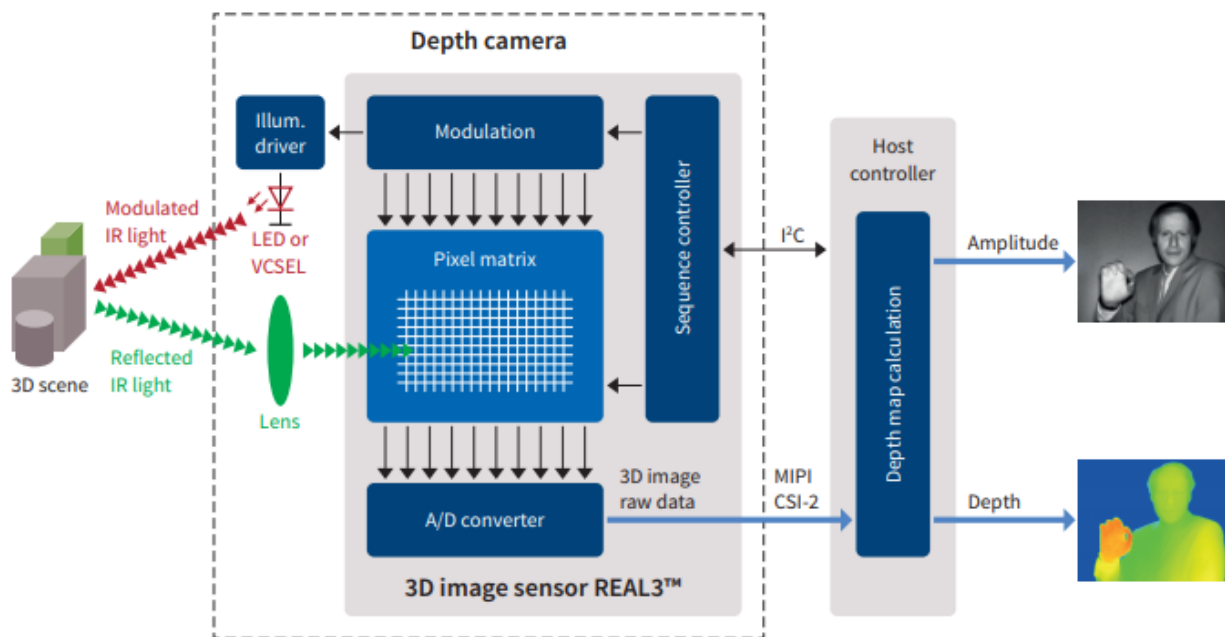 Depth camera
Illum.
driver
Modulation
Sequence controller
Host
controller
Modulated
IR light
LED or
VCSEL
Pixel matrix
I²C
Amplitude
Depth map calculation
3D scene
Reflected
IR light
Lens
3D image
raw data
MIPI
CSI-2
Depth
A/D converter
3D image sensor REAL3™